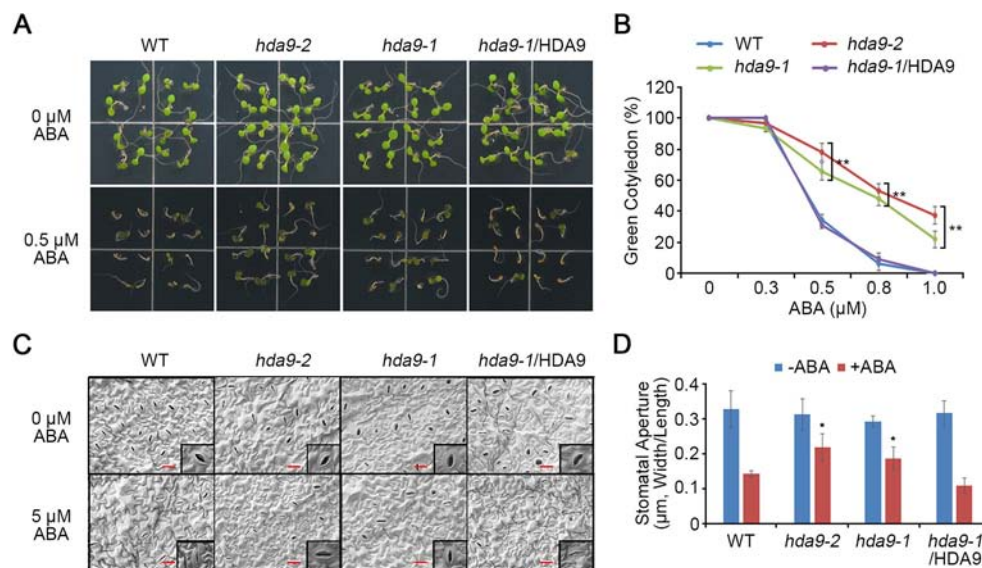 A
WT
hda9-2
hda9-1
hda9-1/HDA9
0 μM
ABA
0.5 μM
ABA
B
WT
hda9-2
hda9-1
hda9-1/HDA9
Green Cotyledon (%)
120
100
80
60
40
20
0
**
**
**
0 0.3 0.5 0.8 1.0
ABA (μM)
C
WT
hda9-2
hda9-1
hda9-1/HDA9
0 μM
ABA
5 μM
ABA
D
-ABA +ABA
Stomatal Aperture
(μm, Width/Length)
0.4
0.3
0.2
0.1
0
*
*
WT
hda9-2
hda9-1
hda9-1
/HDA9